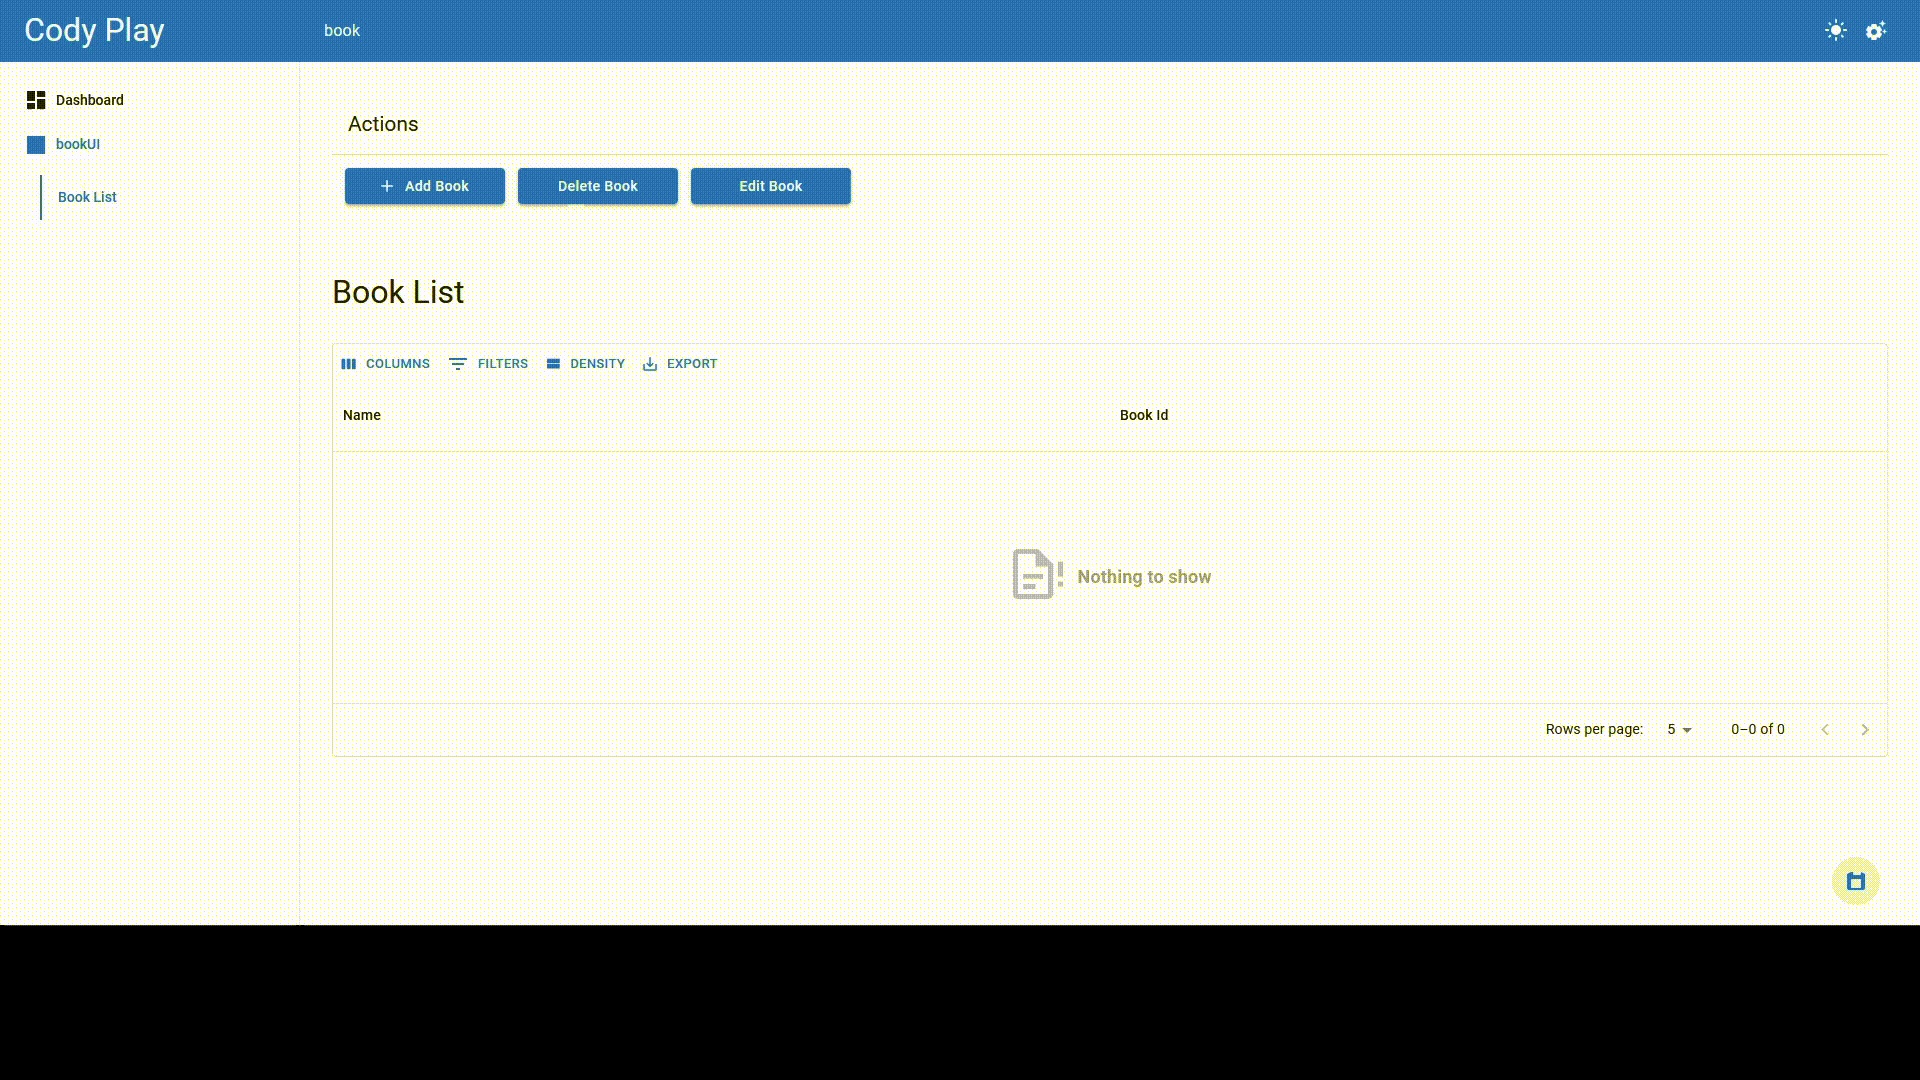 Cody Play
book
Dashboard
bookUI
Book List
Actions
Add Book
Delete Book
Edit Book
Book List
COLUMNS
FILTERS
DENSITY
EXPORT
Name
Book Id
Nothing to show
Rows per page:
5
0–0 of 0